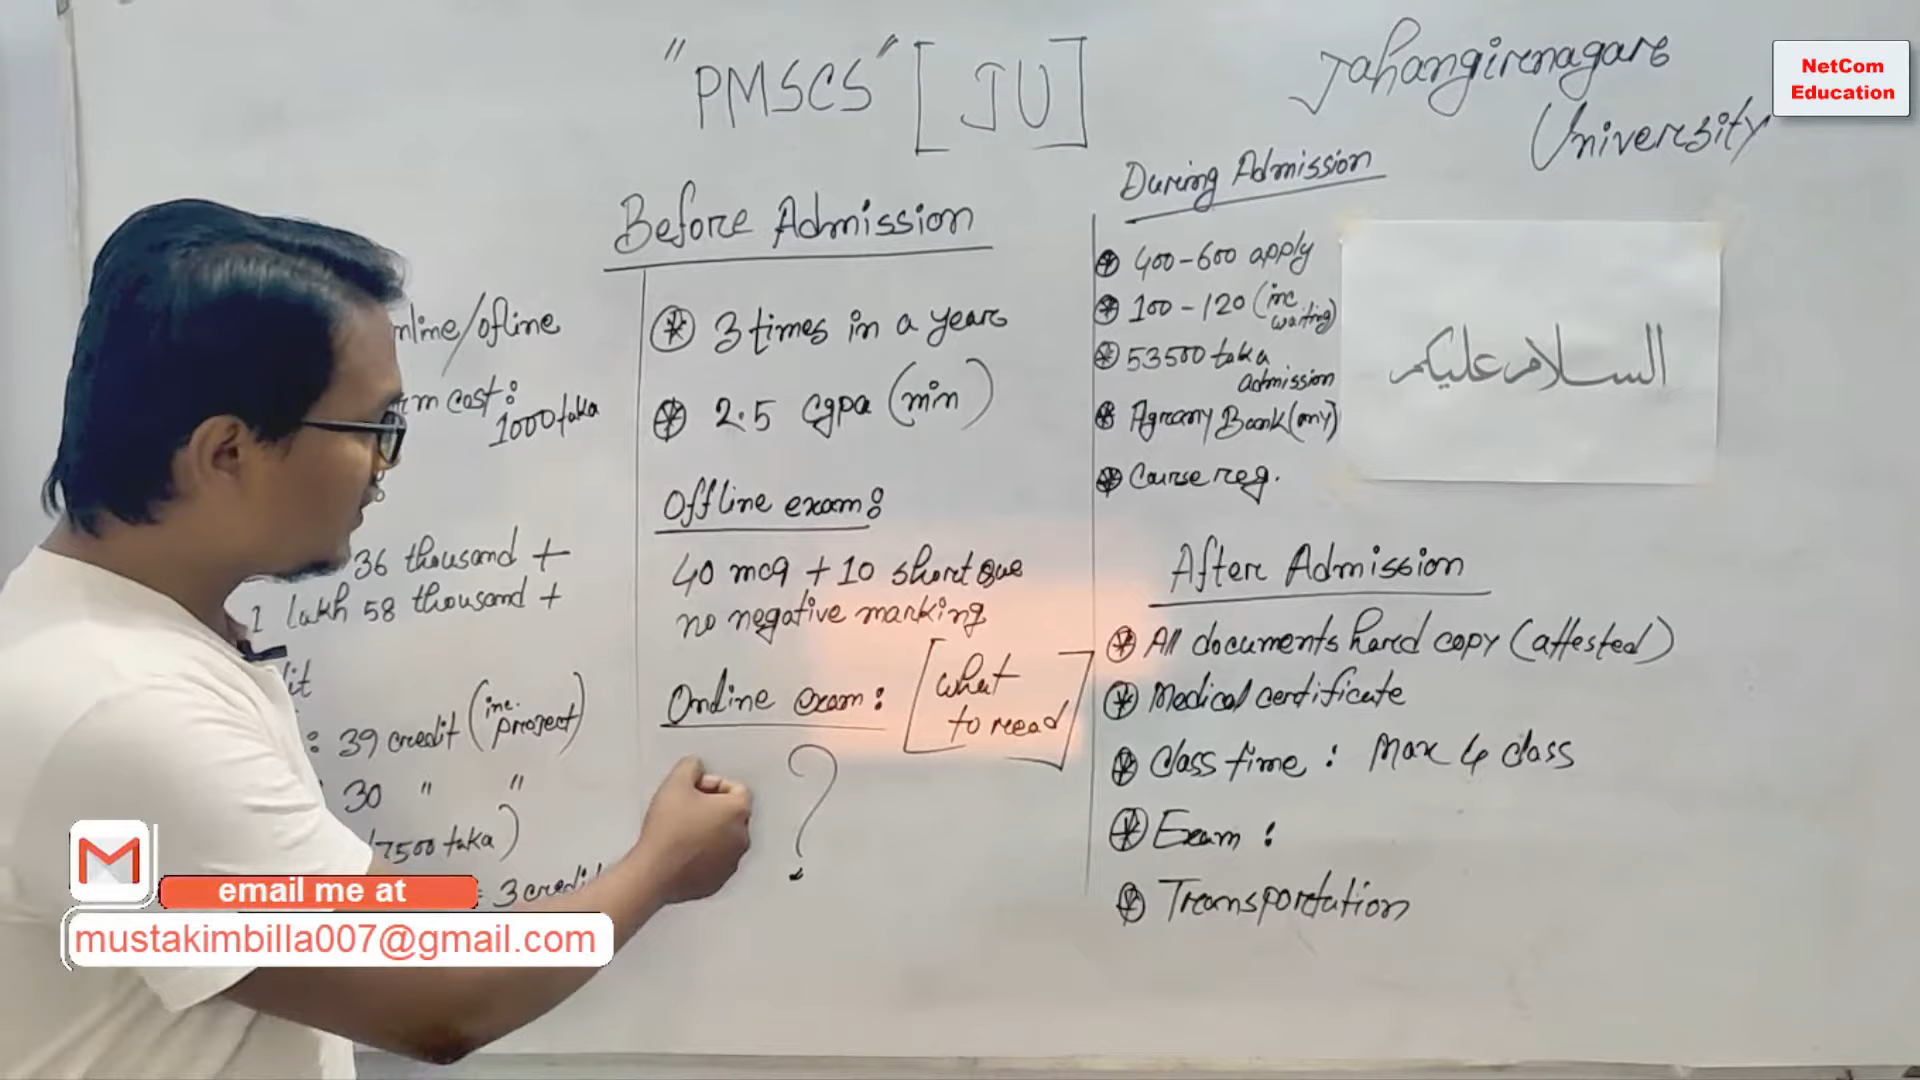 "PMSCS" [JU]
Jahangirnagar
University
NetCom
Education
nline/ofline
rm cost:
1000 taka
36 thousand +
1 lakh 58 thousand +
dit
: 39 credit (inc. project)
30 " "
7500 taka)
= 3 credit
Before Admission
3 times in a year
2.5 cgpa (min)
Offline exam:
40 mcq + 10 short que
no negative marking
Online exam:
[what
to read]
?
During Admission
400-600 apply
100-120 (inc waiting)
53500 taka
admission
Agrany Bank (any)
Course reg.
السلام عليكم
After Admission
All documents hard copy (attested)
Medical certificate
Class time : Max 4 class
Exam :
Transportation
email me at
mustakimbilla007@gmail.com